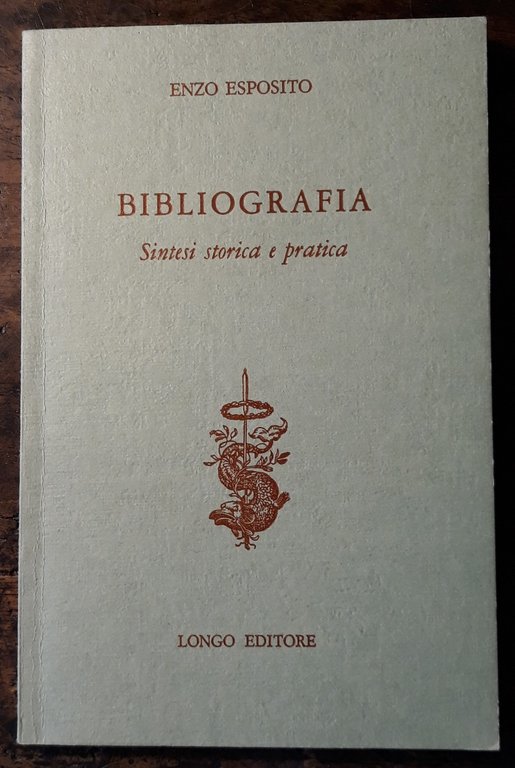 ENZO ESPOSITO
BIBLIOGRAFIA
Sintesi storica e pratica
LONGO EDITORE